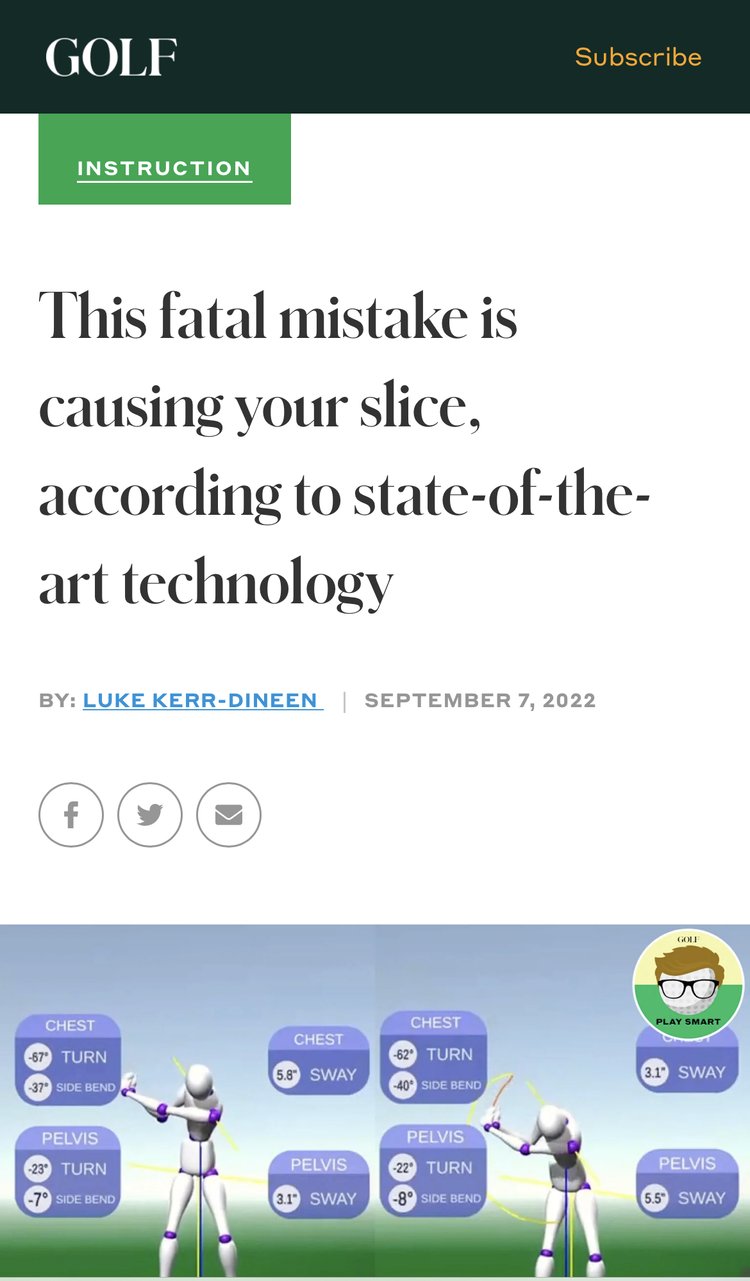 GOLF
Subscribe
INSTRUCTION
This fatal mistake is
causing your slice,
according to state-of-the-
art technology
BY: LUKE KERR-DINEEN | SEPTEMBER 7, 2022
GOLF
PLAY SMART
CHEST
-67° TURN
-37° SIDE BEND
CHEST
5.8" SWAY
PELVIS
-23° TURN
-7° SIDE BEND
PELVIS
3.1" SWAY
CHEST
-62° TURN
-40° SIDE BEND
CHEST
3.1" SWAY
PELVIS
-22° TURN
-8° SIDE BEND
PELVIS
5.5" SWAY